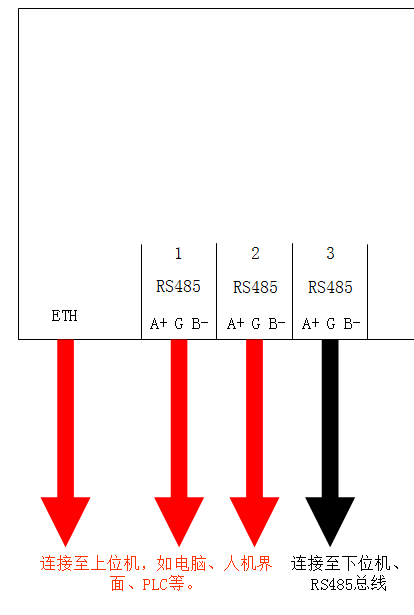 1 2 3
RS485 RS485 RS485
ETH A+ G B- A+ G B- A+ G B-
连接至上位机，如电脑、人机界
面、PLC等。
连接至下位机、
RS485总线